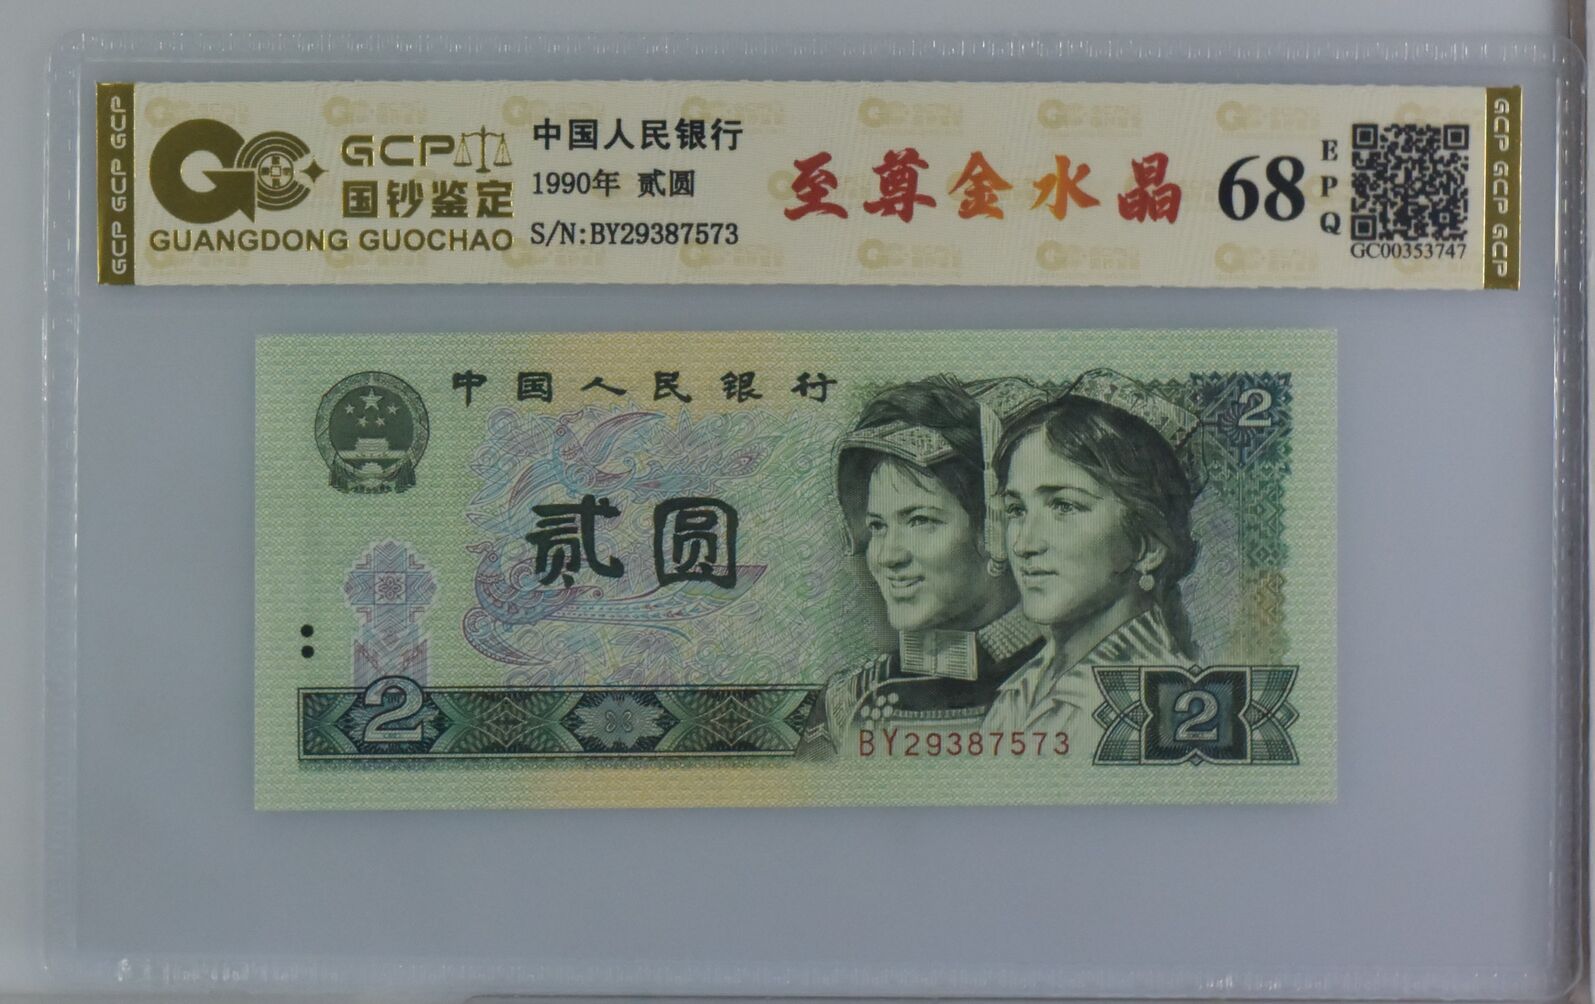 GCP GCP GCP
GCP
国钞鉴定
GUANGDONG GUOCHAO
中国人民银行
1990年 贰圆
S/N:BY29387573
至尊金水晶
68
EPQ
GC00353747
GCP GCP GCP
中国人民银行
2
贰圆
2
BY29387573
2